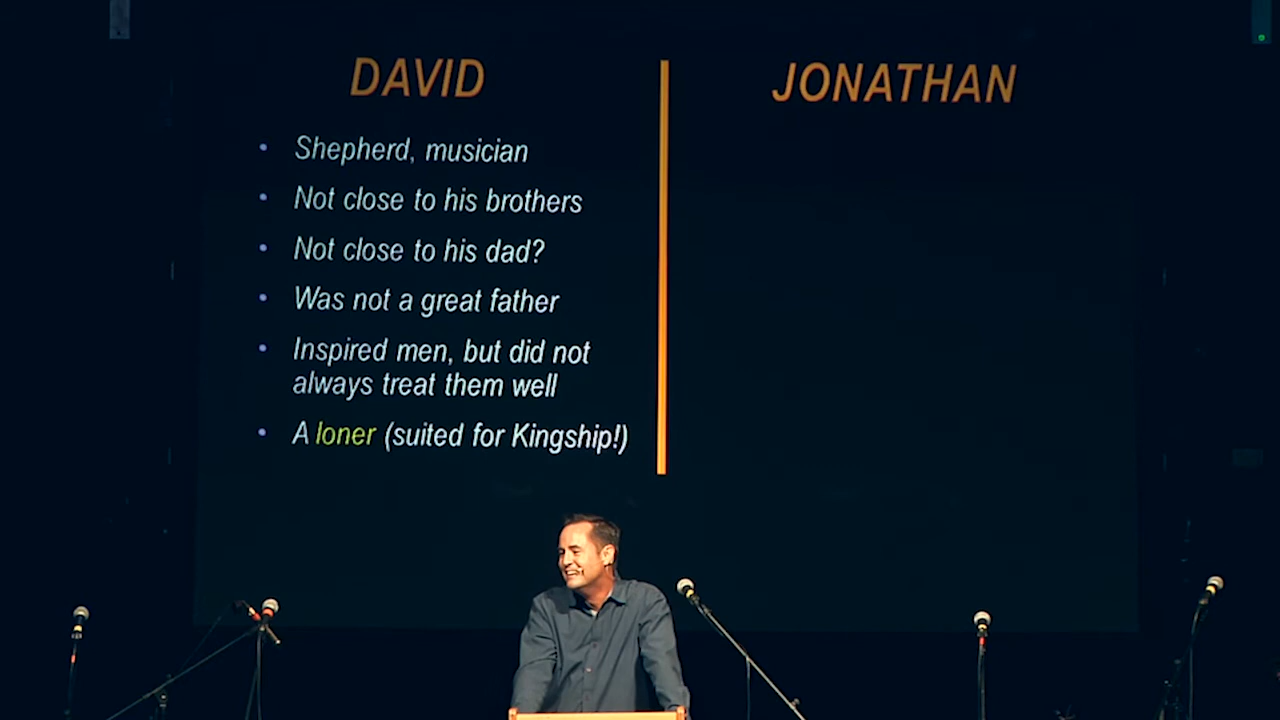 DAVID
JONATHAN
• Shepherd, musician
• Not close to his brothers
• Not close to his dad?
• Was not a great father
• Inspired men, but did not
always treat them well
• A loner (suited for Kingship!)